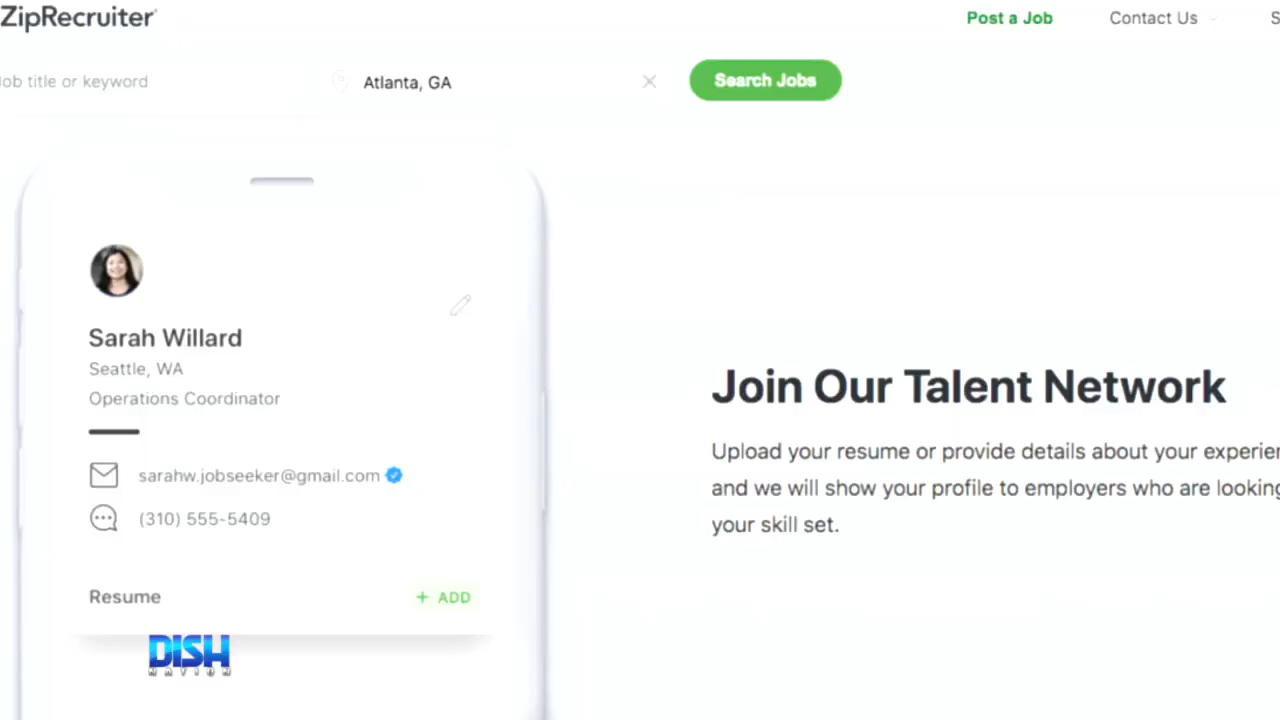 ZipRecruiter
Post a Job
Contact Us
Job title or keyword
Atlanta, GA
Search Jobs
Sarah Willard
Seattle, WA
Operations Coordinator
sarahw.jobseeker@gmail.com
(310) 555-5409
Resume
+ ADD
Join Our Talent Network
Upload your resume or provide details about your experien
and we will show your profile to employers who are looking
your skill set.
DISH
NATION